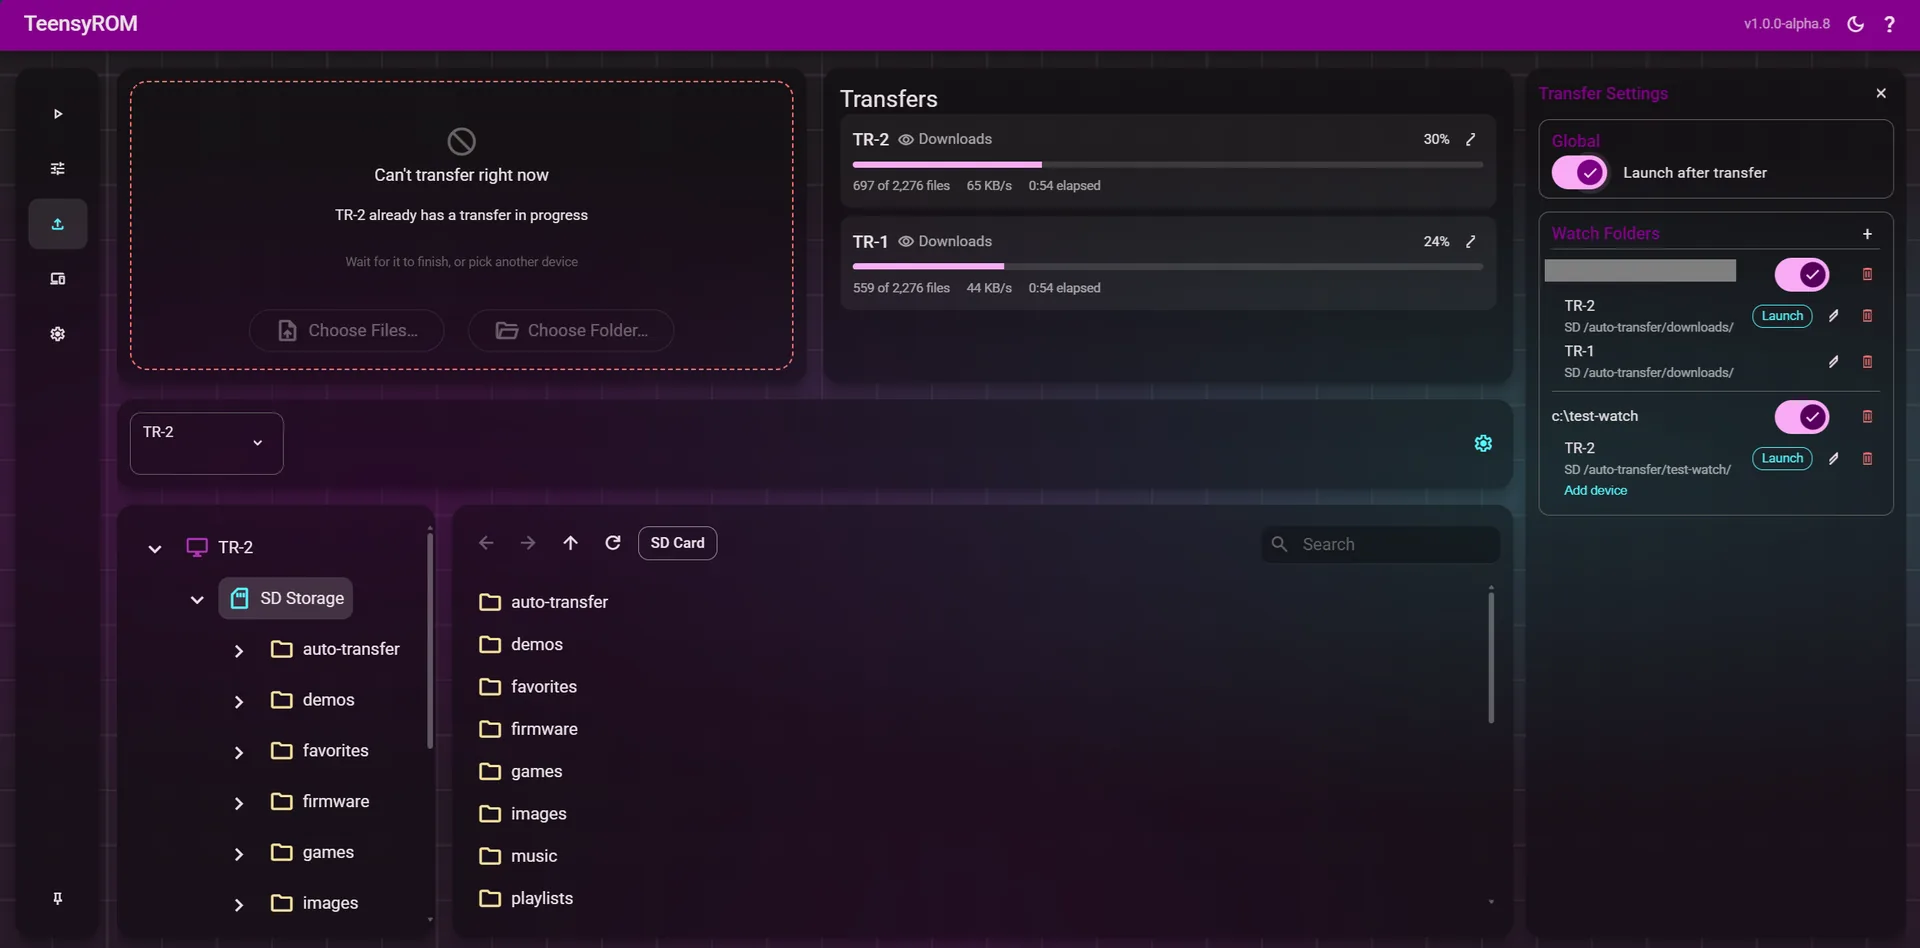 TeensyROM
v1.0.0-alpha.8
?
Can't transfer right now
TR-2 already has a transfer in progress
Wait for it to finish, or pick another device
Choose Files...
Choose Folder...
Transfers
TR-2 Downloads 30%
697 of 2,276 files 65 KB/s 0:54 elapsed
TR-1 Downloads 24%
559 of 2,276 files 44 KB/s 0:54 elapsed
Transfer Settings
Global
Launch after transfer
Watch Folders
TR-2
Launch
SD /auto-transfer/downloads/
TR-1
SD /auto-transfer/downloads/
c:\test-watch
TR-2
Launch
SD /auto-transfer/test-watch/
Add device
TR-2
TR-2
SD Storage
auto-transfer
demos
favorites
firmware
games
images
SD Card
Search
auto-transfer
demos
favorites
firmware
games
images
music
playlists